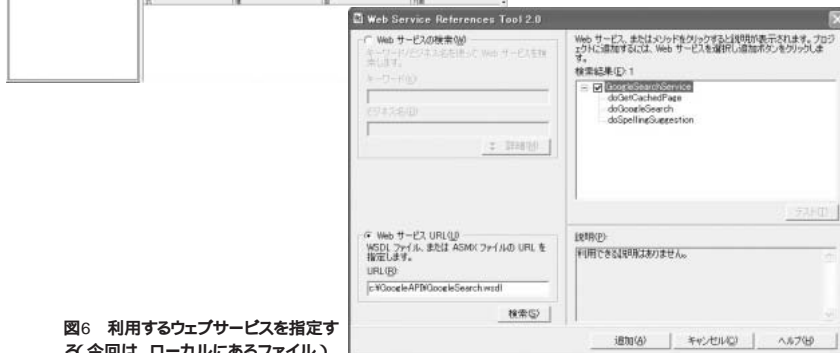 Web Service References Tool 2.0
Web サービスの検索(W)
キーワード/ビジネス名を使って Web サービスを検
索します。
キーワード(K)
ビジネス名(B)
詳細(M)
Web サービス URL(U)
WSDL ファイル、または ASMX ファイルの URL を
指定します。
URL(R):
c:¥GoogleAPI¥GoogleSearch.wsdl
検索(S)
Web サービス、またはメソッドをクリックすると説明が表示されます。プロジ
ェクトに追加するには、Web サービスを選択し追加ボタンをクリックしま
す。
検索結果(E): 1
GoogleSearchService
doGetCachedPage
doGoogleSearch
doSpellingSuggestion
テスト(T)
説明(P):
利用できる説明はありません。
追加(A)
キャンセル(C)
ヘルプ(H)
図6 利用するウェブサービスを指定す
る(今回は、ローカルにあるファイル)